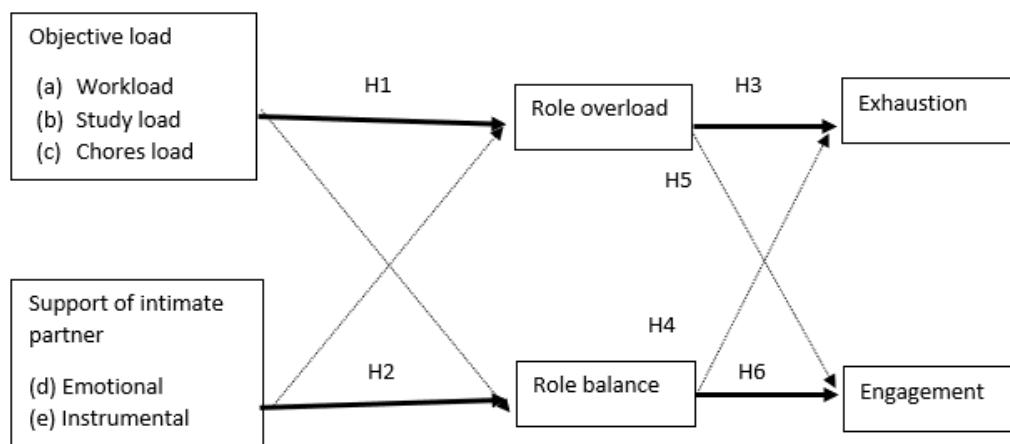 Objective load
(a) Workload
(b) Study load
(c) Chores load
H1
Role overload
H3
Exhaustion
H5
Support of intimate
partner
(d) Emotional
(e) Instrumental
H2
H4
Role balance
H6
Engagement